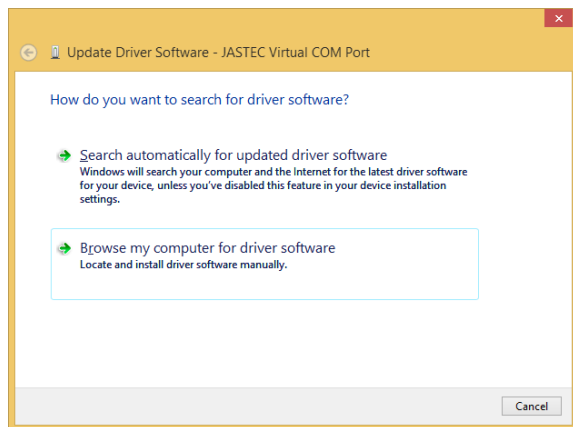 Update Driver Software - JASTEC Virtual COM Port
How do you want to search for driver software?
Search automatically for updated driver software
Windows will search your computer and the Internet for the latest driver software
for your device, unless you've disabled this feature in your device installation
settings.
Browse my computer for driver software
Locate and install driver software manually.
Cancel